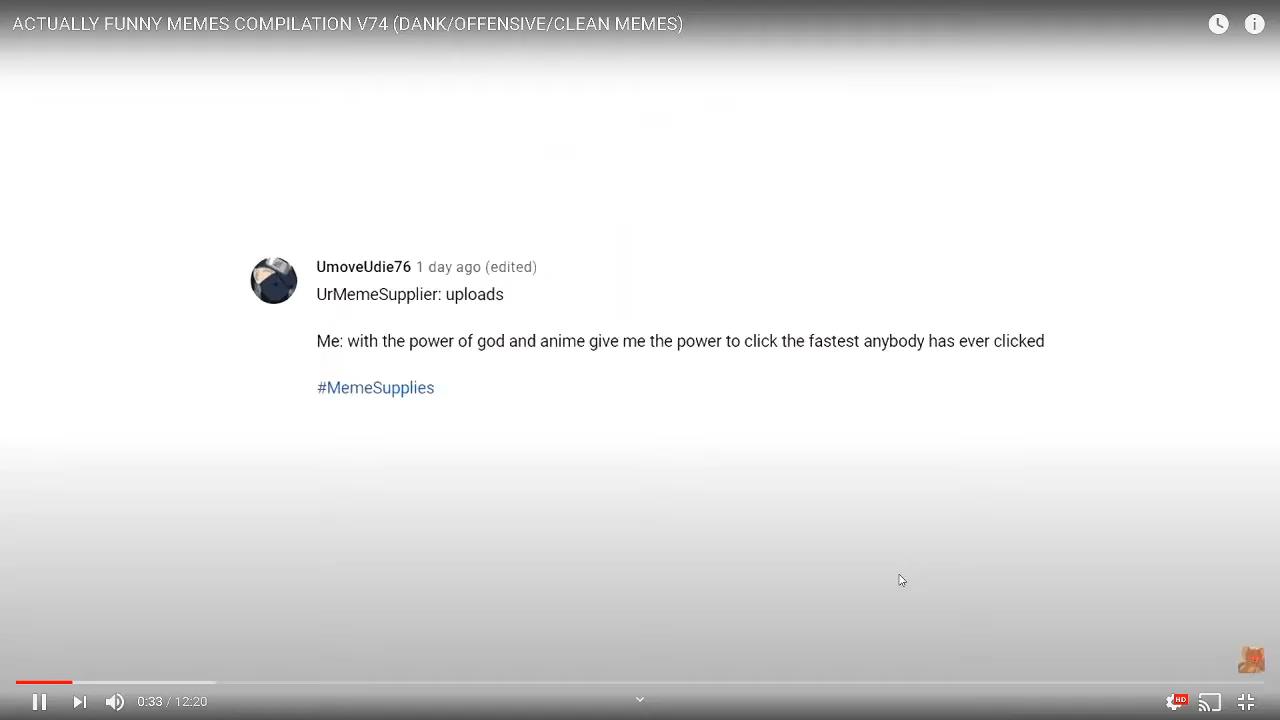 ACTUALLY FUNNY MEMES COMPILATION V74 (DANK/OFFENSIVE/CLEAN MEMES)
UmoveUdie76 1 day ago (edited)
UrMemeSupplier: uploads
Me: with the power of god and anime give me the power to click the fastest anybody has ever clicked
#MemeSupplies
0:33 / 12:20
HD